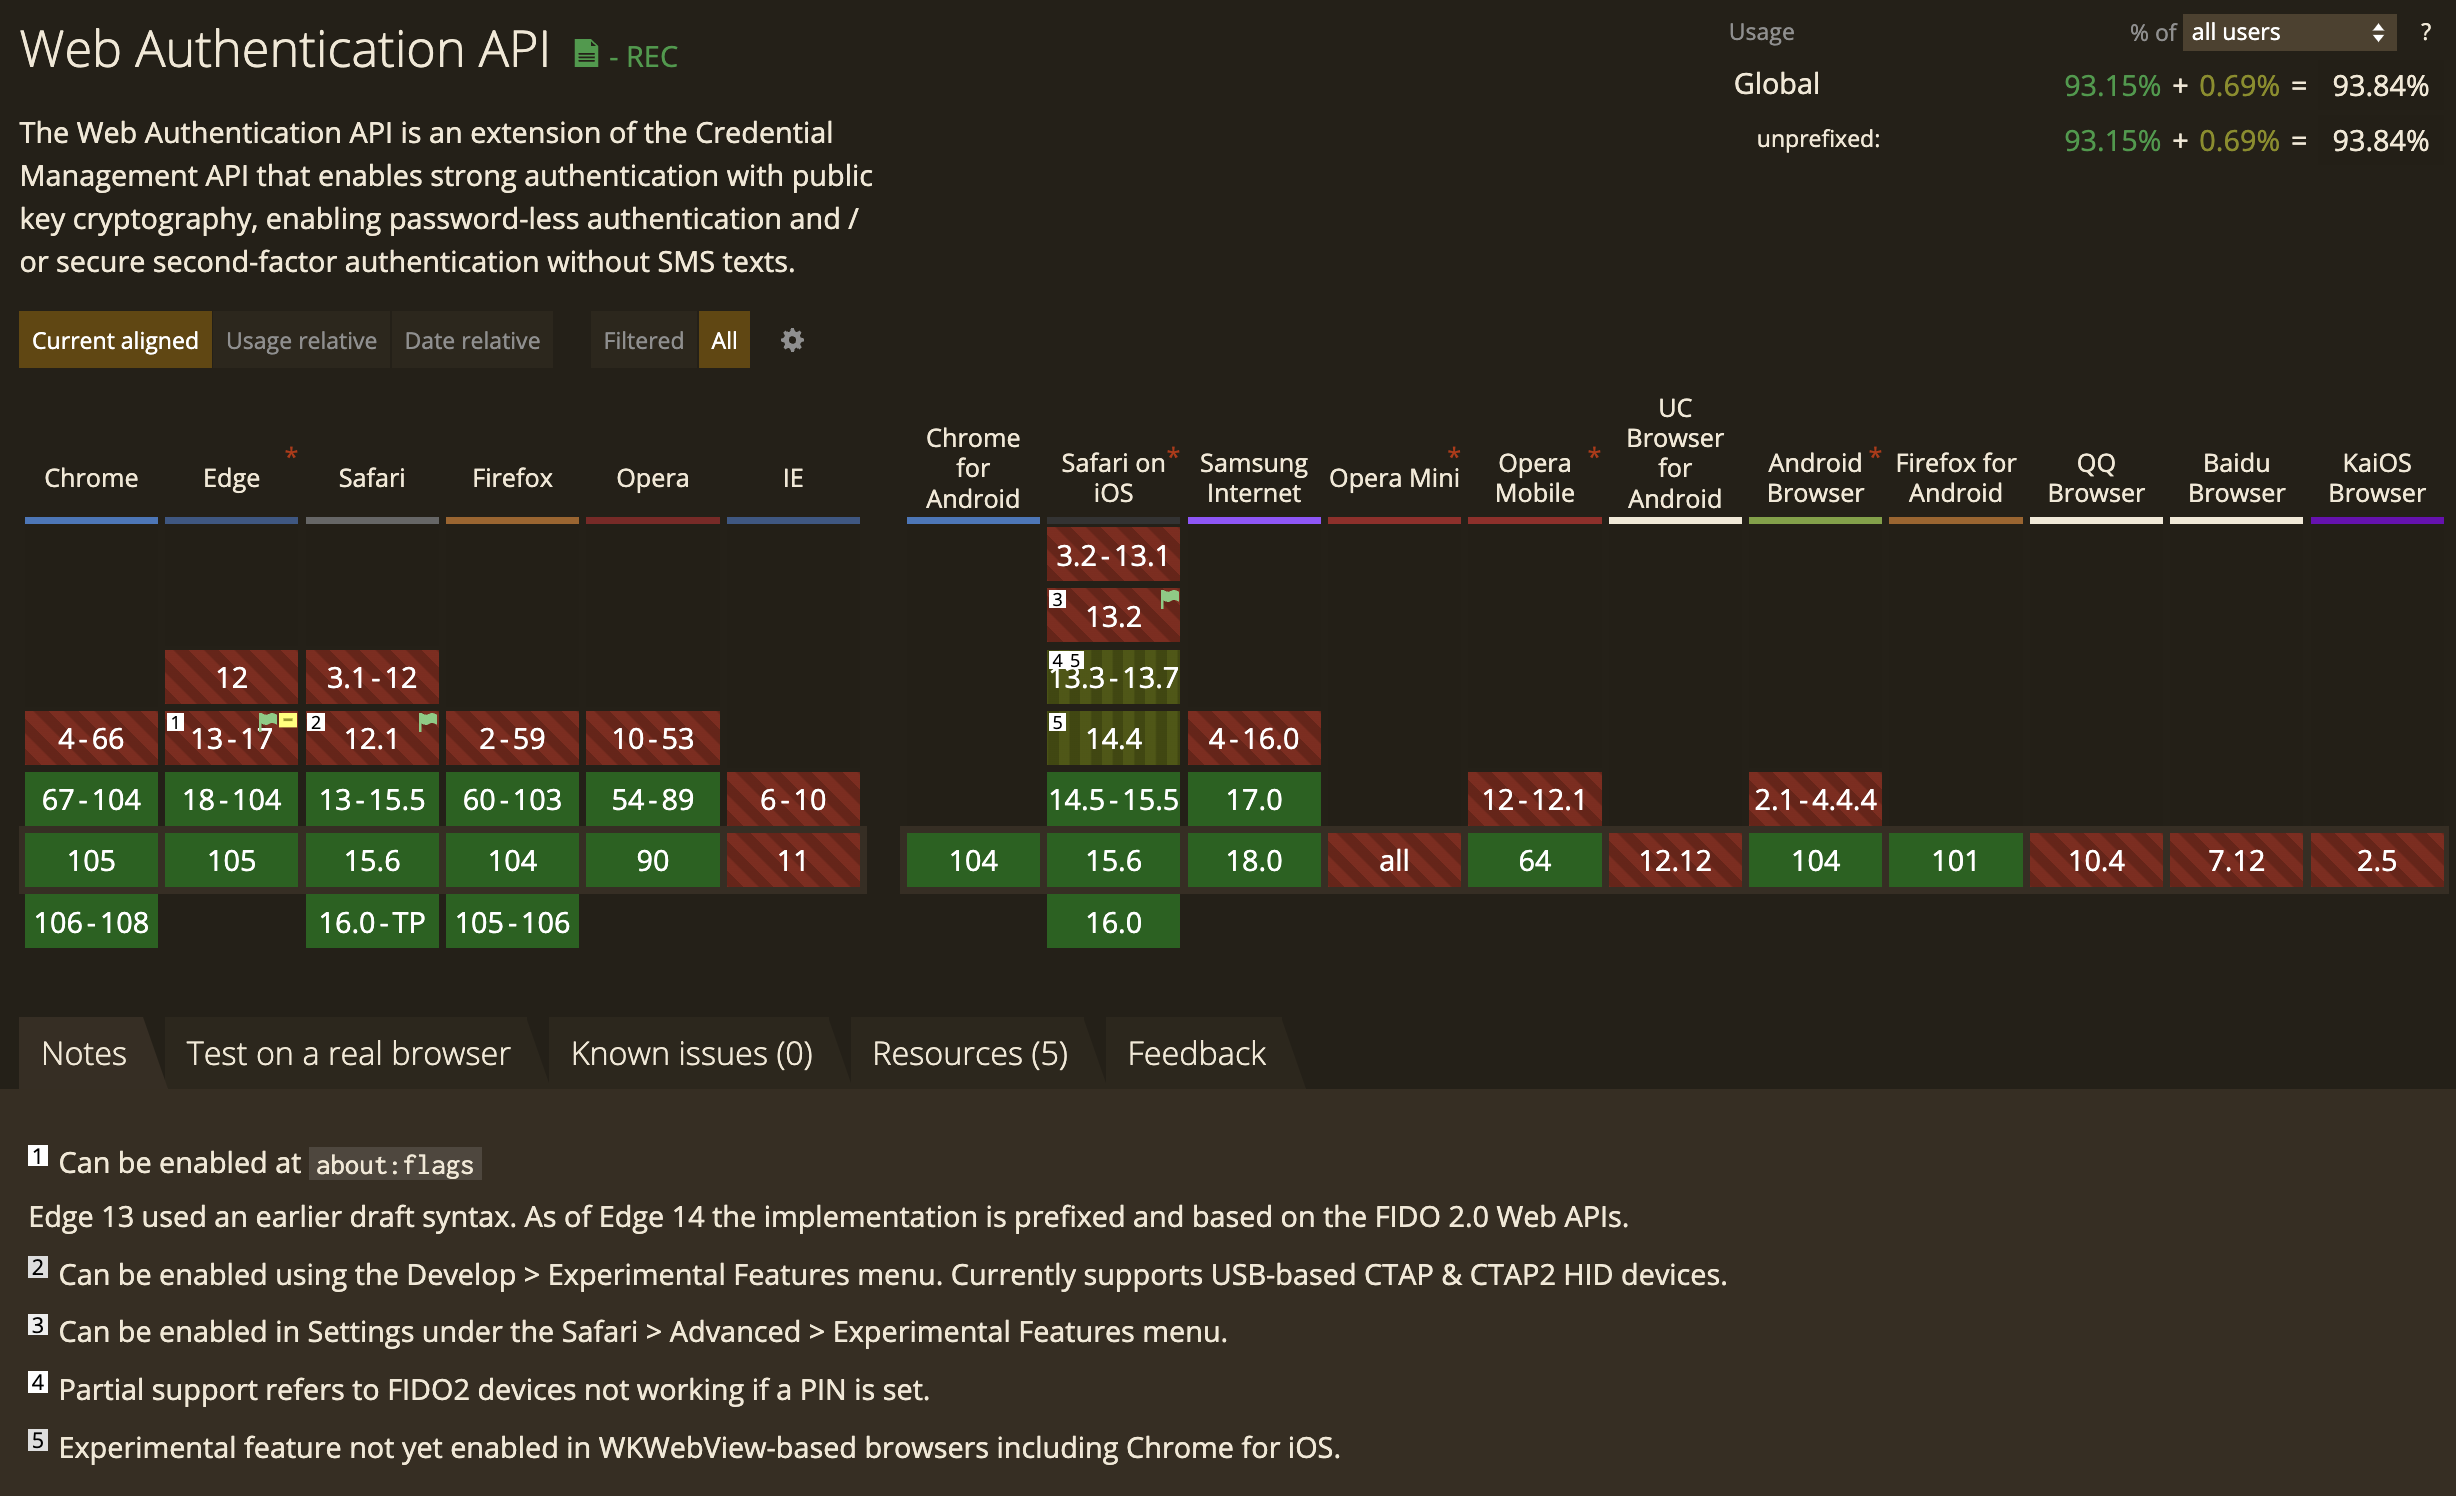 Web Authentication API - REC
Usage % of all users ?
Global 93.15% + 0.69% = 93.84%
unprefixed: 93.15% + 0.69% = 93.84%
The Web Authentication API is an extension of the Credential
Management API that enables strong authentication with public
key cryptography, enabling password-less authentication and /
or secure second-factor authentication without SMS texts.
Current aligned Usage relative Date relative Filtered All
Chrome
Edge *
Safari
Firefox
Opera
IE
Chrome
for
Android
Safari on *
iOS
Samsung
Internet
Opera Mini *
Opera *
Mobile
UC
Browser
for
Android
Android *
Browser
Firefox for
Android
QQ
Browser
Baidu
Browser
KaiOS
Browser
3.2-13.1
3 13.2
12 3.1-12 4 5 13.3-13.7
4-66 1 13-17 2 12.1 2-59 10-53 5 14.4 4-16.0
67-104 18-104 13-15.5 60-103 54-89 6-10 14.5-15.5 17.0 12-12.1 2.1-4.4.4
105 105 15.6 104 90 11 104 15.6 18.0 all 64 12.12 104 101 10.4 7.12 2.5
106-108 16.0-TP 105-106 16.0
Notes Test on a real browser Known issues (0) Resources (5) Feedback
1 Can be enabled at about:flags
Edge 13 used an earlier draft syntax. As of Edge 14 the implementation is prefixed and based on the FIDO 2.0 Web APIs.
2 Can be enabled using the Develop > Experimental Features menu. Currently supports USB-based CTAP & CTAP2 HID devices.
3 Can be enabled in Settings under the Safari > Advanced > Experimental Features menu.
4 Partial support refers to FIDO2 devices not working if a PIN is set.
5 Experimental feature not yet enabled in WKWebView-based browsers including Chrome for iOS.